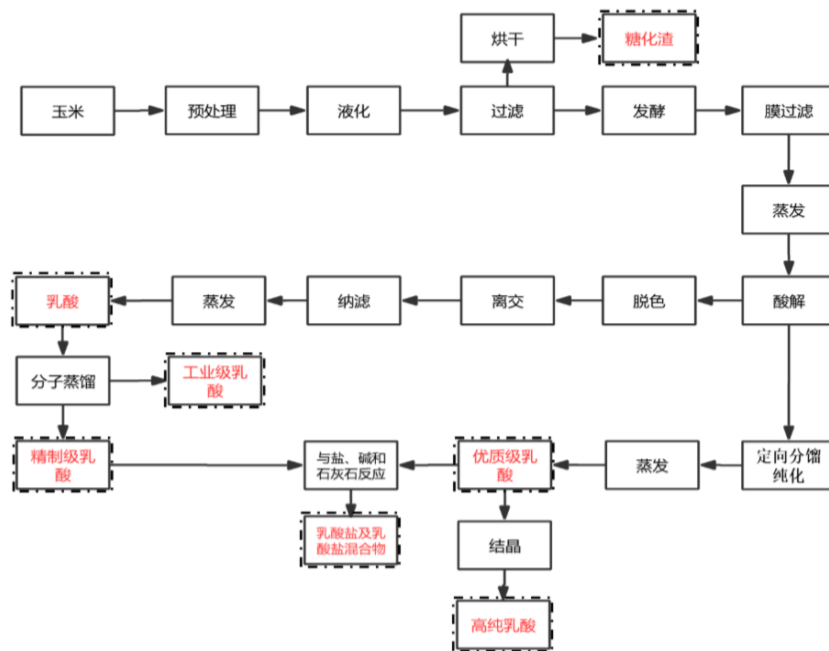 烘干
糖化渣
玉米
预处理
液化
过滤
发酵
膜过滤
蒸发
乳酸
蒸发
纳滤
离交
脱色
酸解
分子蒸馏
工业级乳
酸
精制级乳
酸
与盐、碱和
石灰石反应
优质级乳
酸
蒸发
定向分馏
纯化
乳酸盐及乳
酸盐混合物
结晶
高纯乳酸